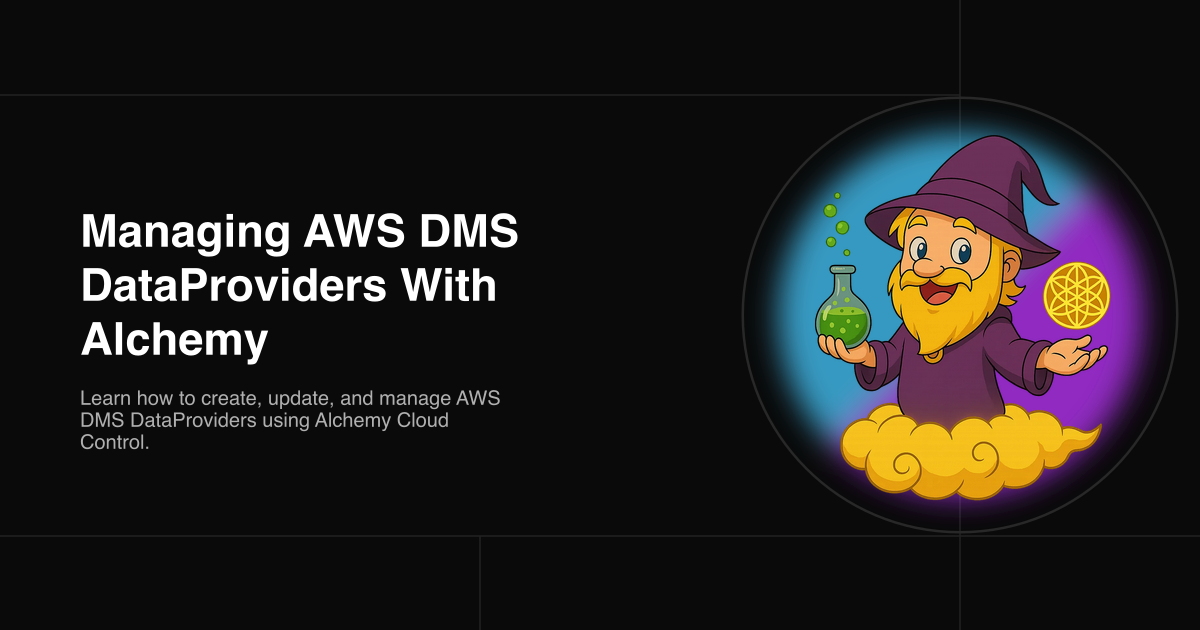 Managing AWS DMS
DataProviders With
Alchemy
Learn how to create, update, and manage AWS
DMS DataProviders using Alchemy Cloud
Control.